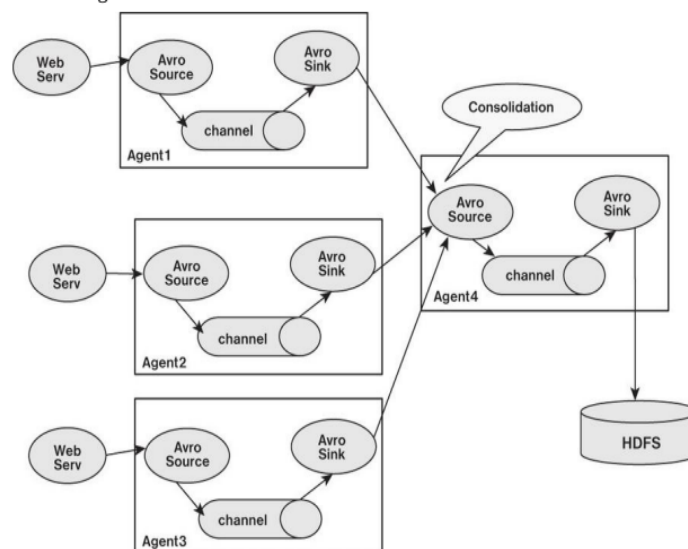 Web
Serv
Avro
Source
Avro
Sink
channel
Agent1
Consolidation
Web
Serv
Avro
Source
Avro
Sink
channel
Agent2
Avro
Source
Avro
Sink
channel
Agent4
Web
Serv
Avro
Source
Avro
Sink
channel
Agent3
HDFS